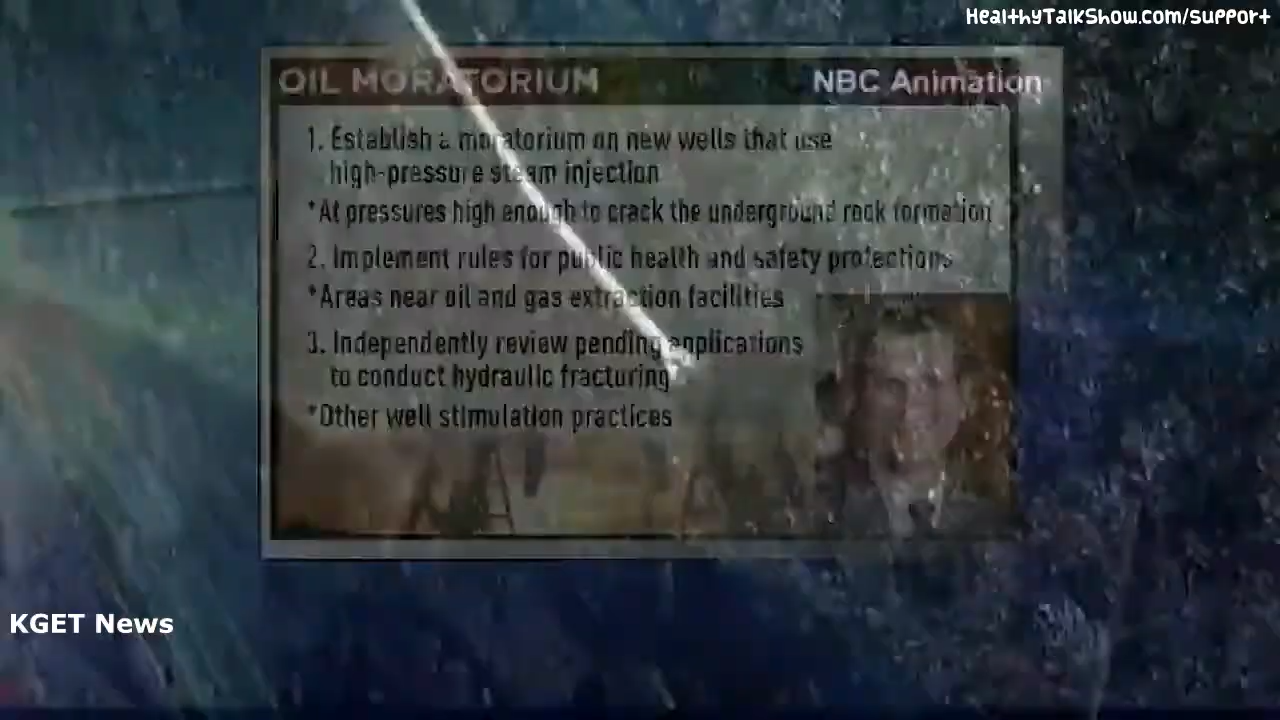 HealthyTalkShow.com/support
OIL MORATORIUM
NBC Animation
1. Establish a moratorium on new wells that use
high-pressure steam injection
*At pressures high enough to crack the underground rock formation
2. Implement rules for public health and safety protections
*Areas near oil and gas extraction facilities
3. Independently review pending applications
to conduct hydraulic fracturing
*Other well stimulation practices
KGET News